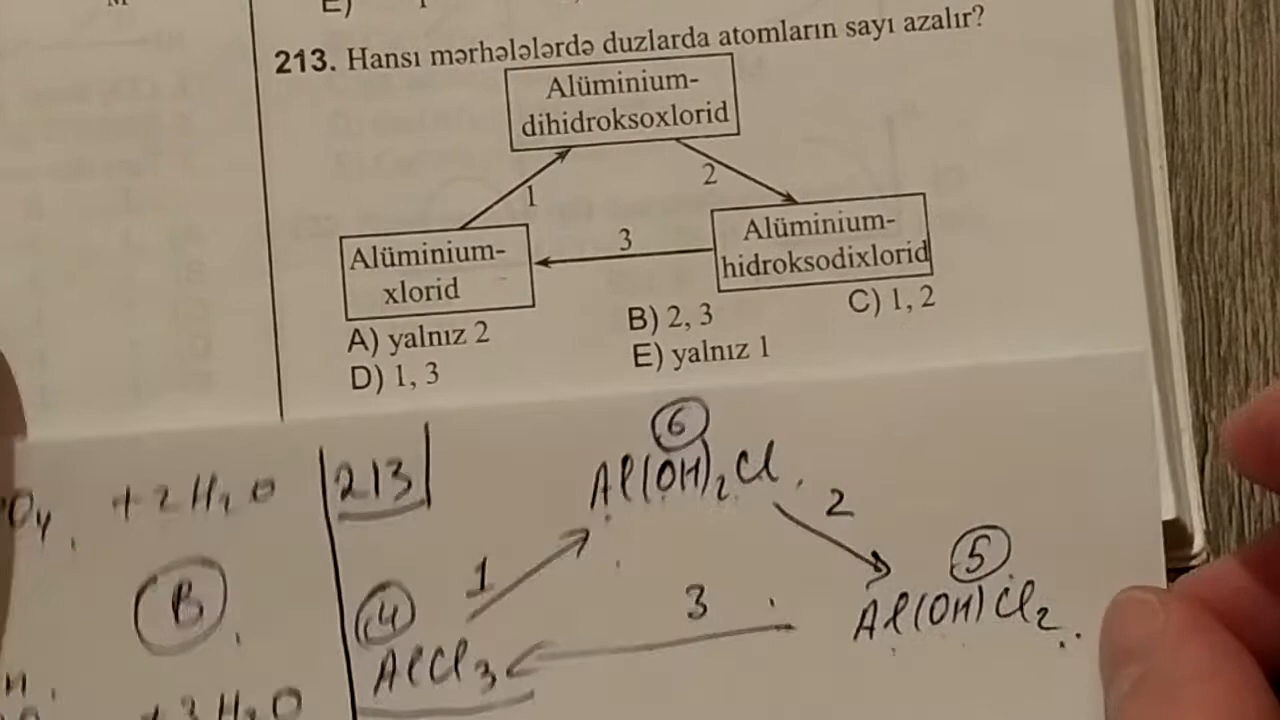 E)
213. Hansı mərhələlərdə duzlarda atomların sayı azalır?
Alüminium-
dihidroksoxlorid
1
2
Alüminium-
xlorid
3
Alüminium-
hidroksodixlorid
A) yalnız 2
B) 2, 3
C) 1, 2
D) 1, 3
E) yalnız 1
+ 2H₂O
B
+ 3H₂O
213
6
Al(OH)₂Cl
1
2
4
AlCl₃
3
5
Al(OH)Cl₂